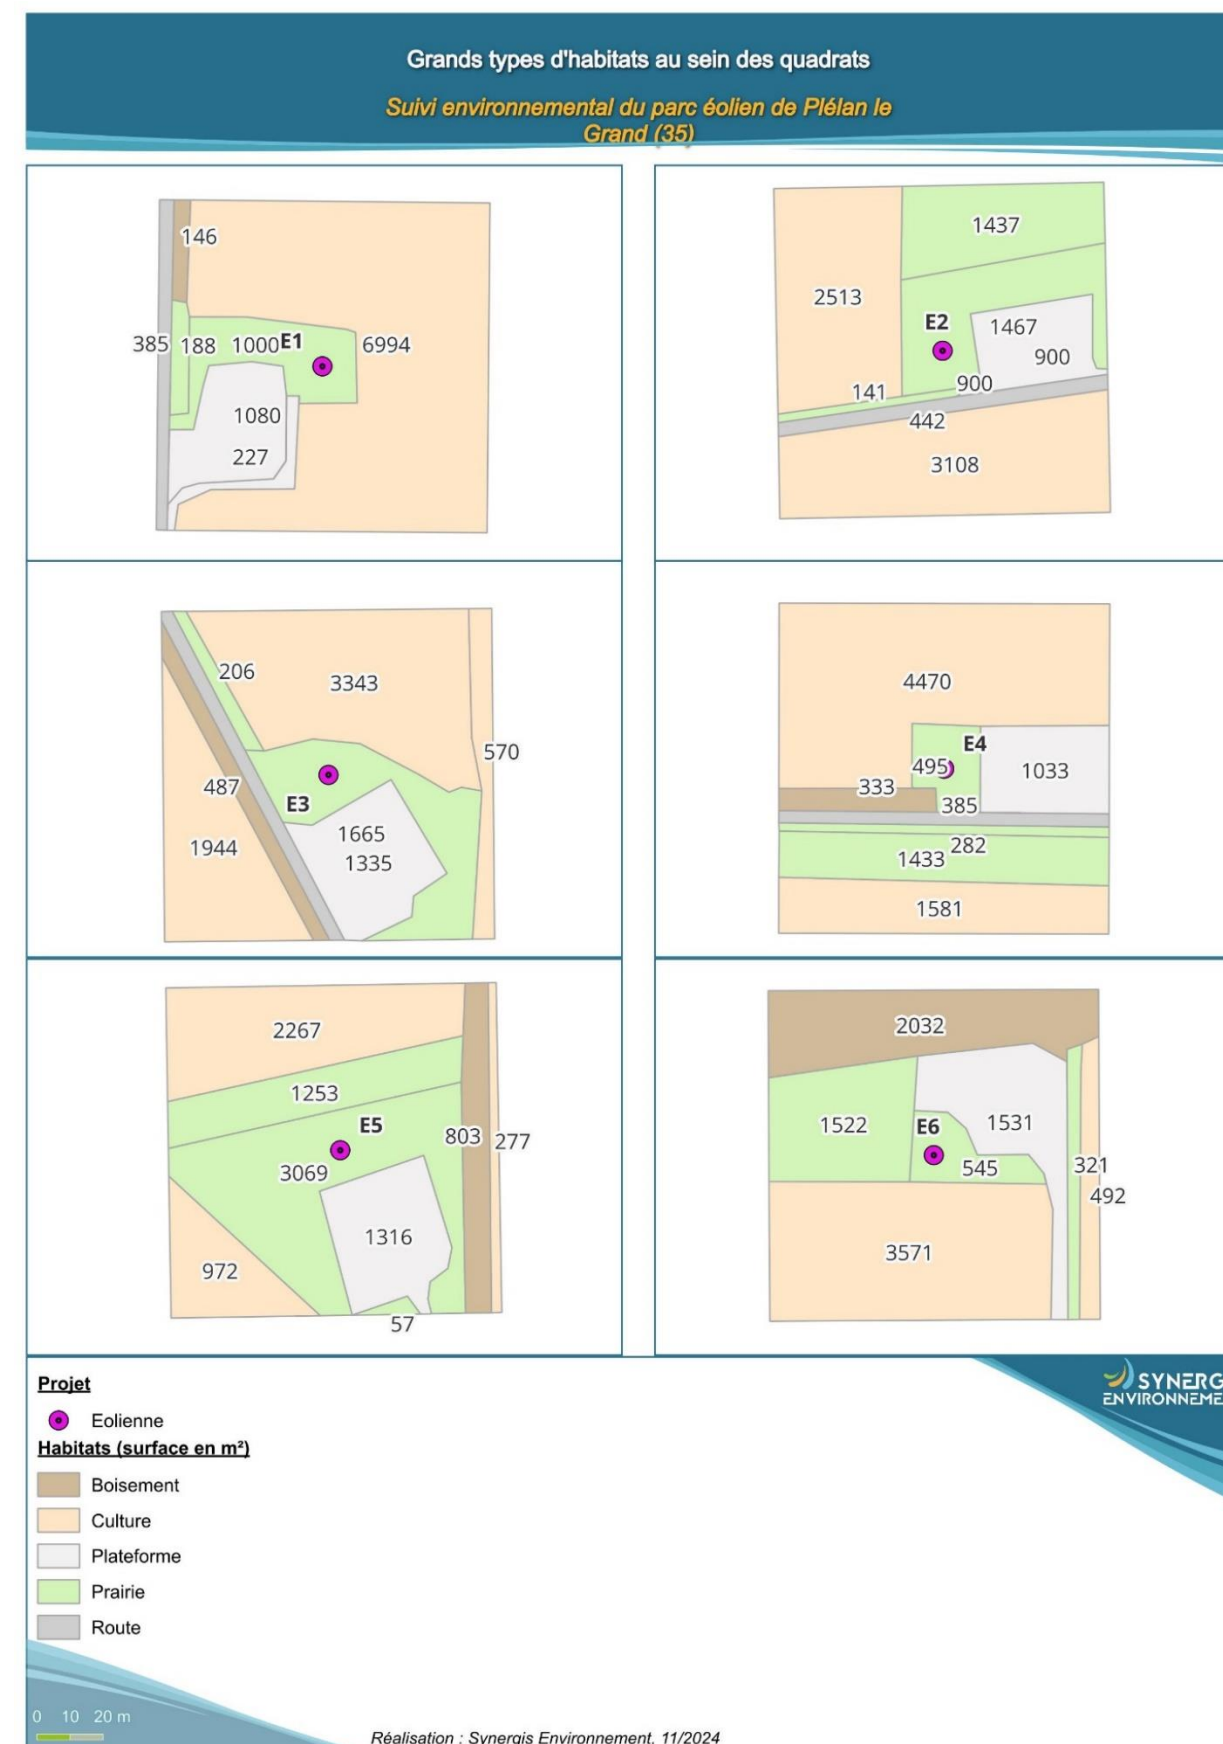 Grands types d'habitats au sein des quadrats
Suivi environnemental du parc éolien de Plélan le
Grand (35)
146
385
188
1000
E1
6994
1080
227
1437
2513
E2
1467
900
900
141
442
3108
206
3343
570
487
E3
1665
1944
1335
4470
E4
495
1033
333
385
282
1433
1581
2267
1253
E5
803
277
3069
1316
972
57
2032
1522
E6
1531
545
321
492
3571
Projet
Eolienne
Habitats (surface en m²)
Boisement
Culture
Plateforme
Prairie
Route
SYNERG
ENVIRONNEME
0 10 20 m
Réalisation : Synergis Environnement, 11/2024